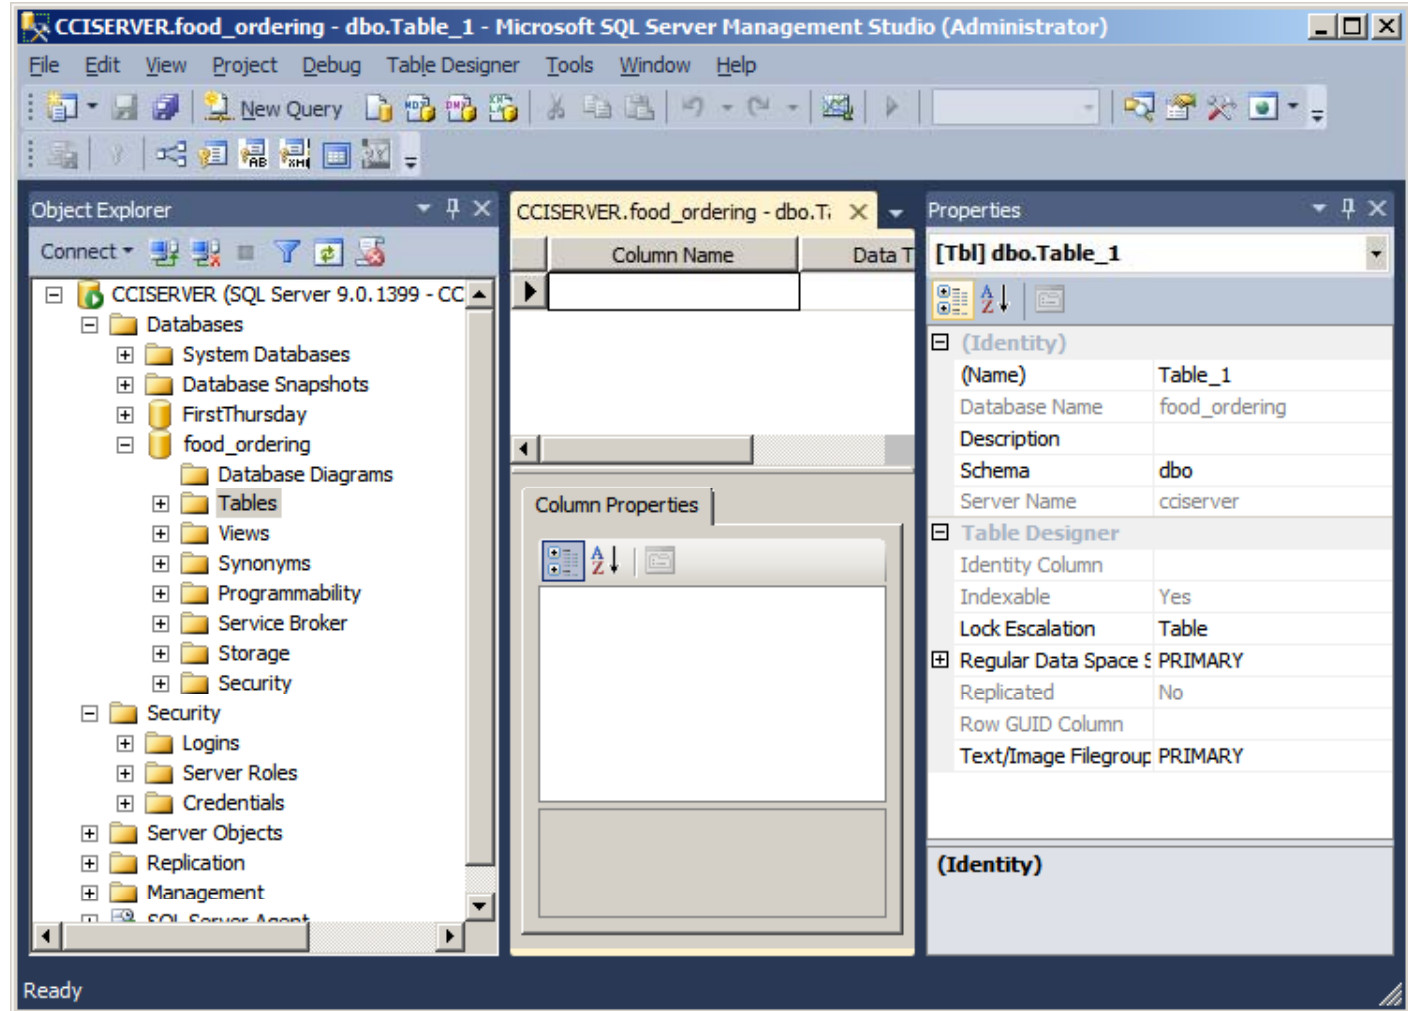 CCISERVER.food_ordering - dbo.Table_1 - Microsoft SQL Server Management Studio (Administrator)
File Edit View Project Debug Table Designer Tools Window Help
New Query
Object Explorer
Connect
CCISERVER (SQL Server 9.0.1399 - CC
Databases
System Databases
Database Snapshots
FirstThursday
food_ordering
Database Diagrams
Tables
Views
Synonyms
Programmability
Service Broker
Storage
Security
Security
Logins
Server Roles
Credentials
Server Objects
Replication
Management
SQL Server Agent
CCISERVER.food_ordering - dbo.Ta
Column Name Data T
Column Properties
Properties
[Tbl] dbo.Table_1
(Identity)
(Name) Table_1
Database Name food_ordering
Description
Schema dbo
Server Name cciserver
Table Designer
Identity Column
Indexable Yes
Lock Escalation Table
Regular Data Space S PRIMARY
Replicated No
Row GUID Column
Text/Image Filegroup PRIMARY
(Identity)
Ready